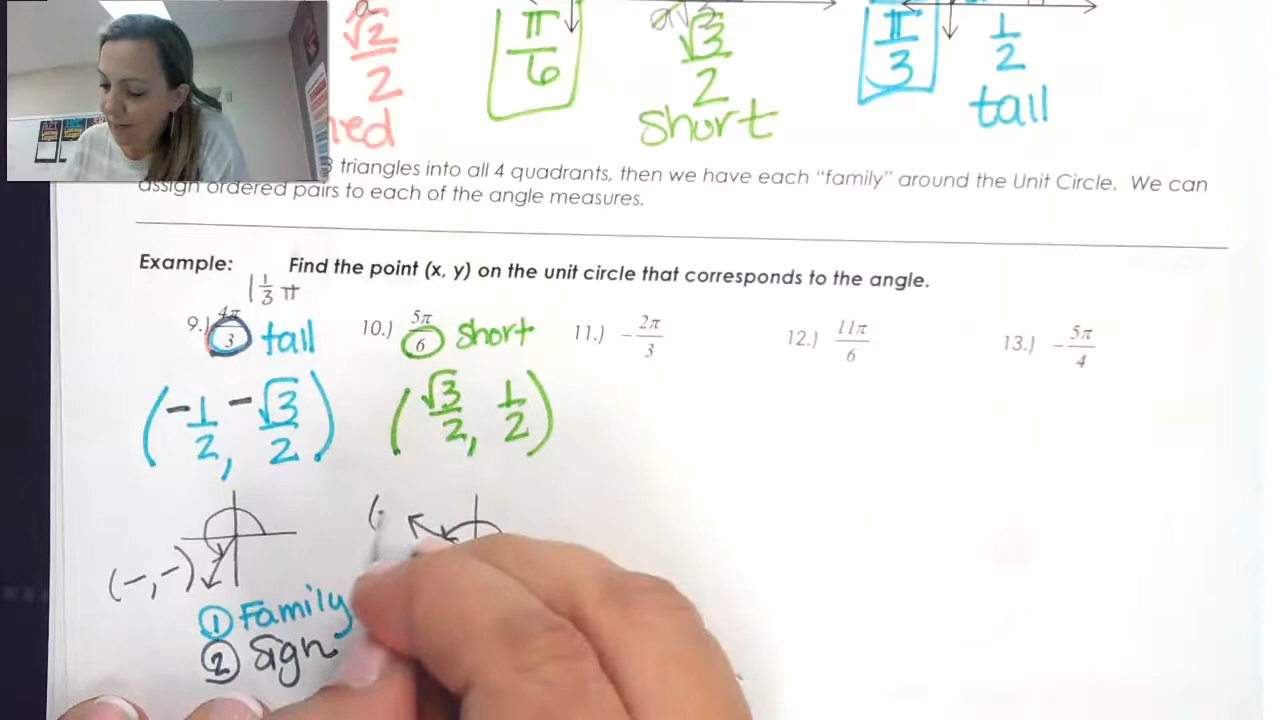 √2/2 π/6 √3/2 π/3 1/2
short tall
triangles into all 4 quadrants, then we have each “family” around the Unit Circle. We can
assign ordered pairs to each of the angle measures.
Example: Find the point (x, y) on the unit circle that corresponds to the angle.
1 1/3 π
9.) 4π/3 tall 10.) 5π/6 short 11.) -2π/3 12.) 11π/6 13.) -5π/4
(-1/2, -√3/2) (√3/2, 1/2)
(-,-)
① Family
② Sign